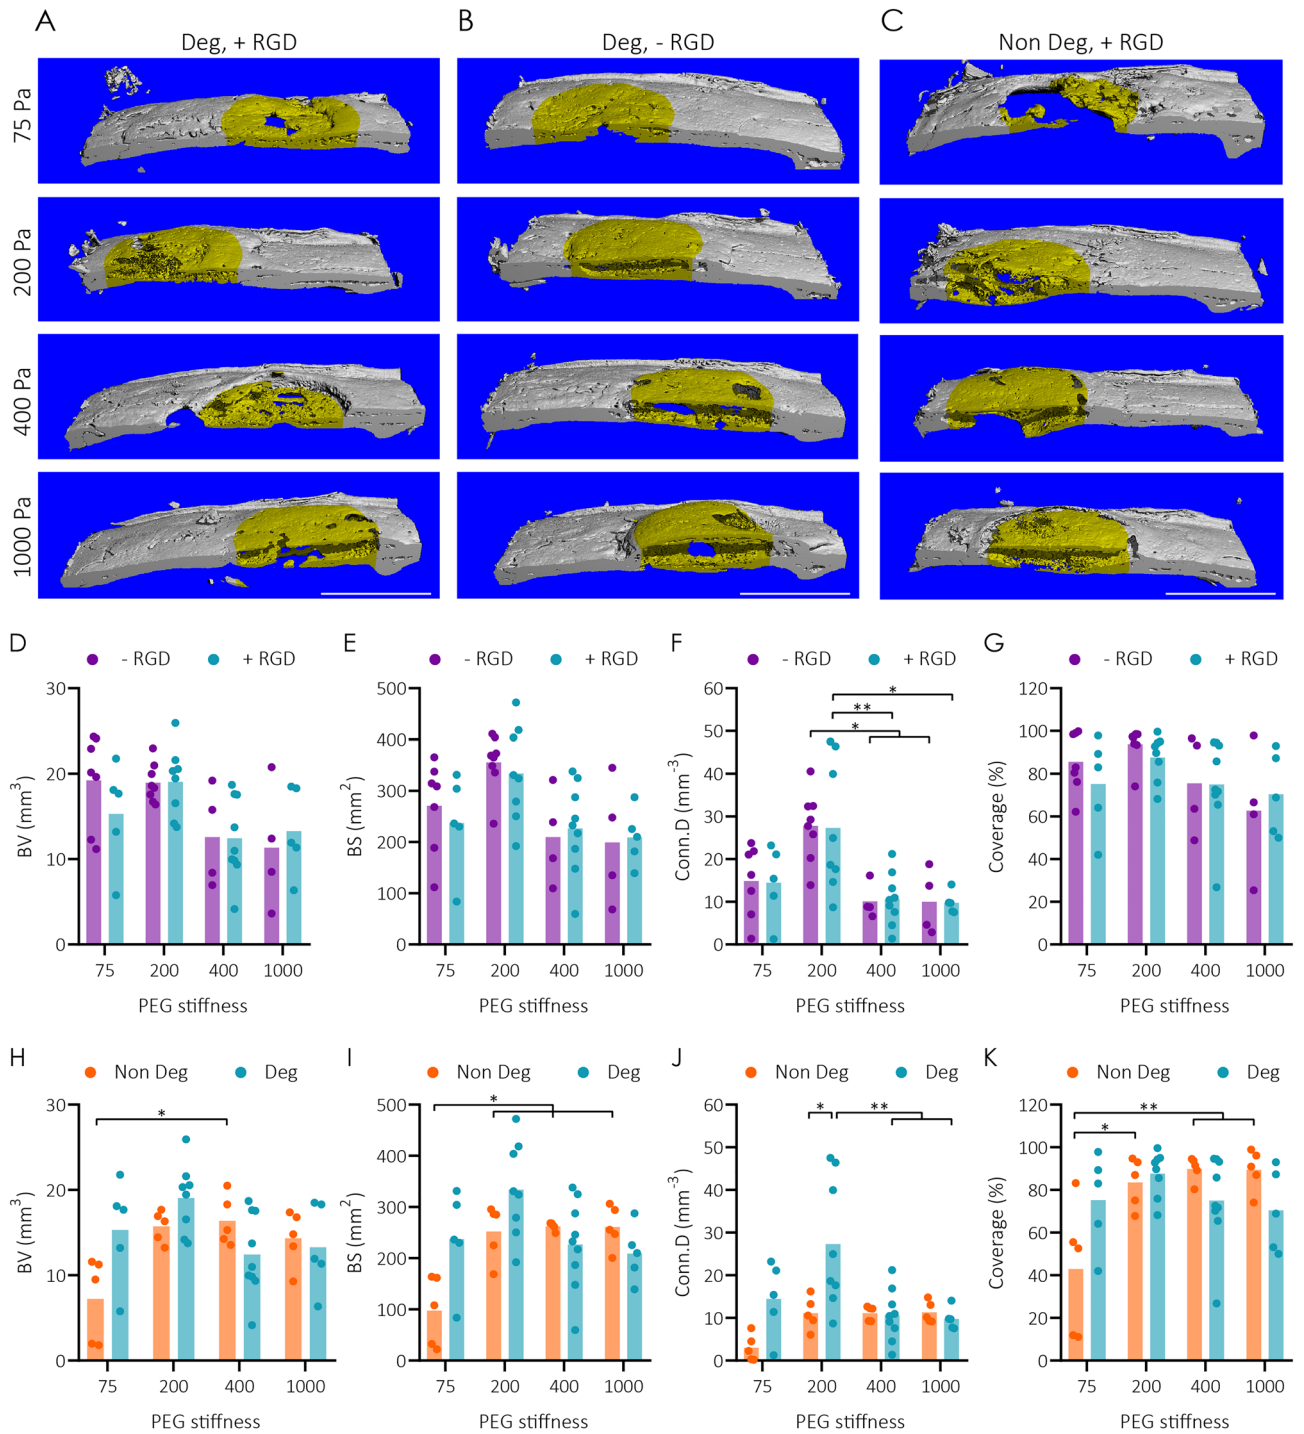 A
B
C
Deg, + RGD
Deg, - RGD
Non Deg, + RGD
75 Pa
200 Pa
400 Pa
1000 Pa
D
E
F
G
- RGD
+ RGD
- RGD
+ RGD
- RGD
+ RGD
- RGD
+ RGD
30
20
10
0
BV (mm³)
75
200
400
1000
PEG stiffness
500
400
300
200
100
0
BS (mm²)
75
200
400
1000
PEG stiffness
60
50
40
30
20
10
0
Conn.D (mm⁻³)
*
**
*
75
200
400
1000
PEG stiffness
120
100
80
60
40
20
0
Coverage (%)
75
200
400
1000
PEG stiffness
H
I
J
K
Non Deg
Deg
Non Deg
Deg
Non Deg
Deg
Non Deg
Deg
30
20
10
0
BV (mm³)
*
75
200
400
1000
PEG stiffness
500
400
300
200
100
0
BS (mm²)
*
75
200
400
1000
PEG stiffness
60
50
40
30
20
10
0
Conn.D (mm⁻³)
*
**
75
200
400
1000
PEG stiffness
120
100
80
60
40
20
0
Coverage (%)
**
*
75
200
400
1000
PEG stiffness